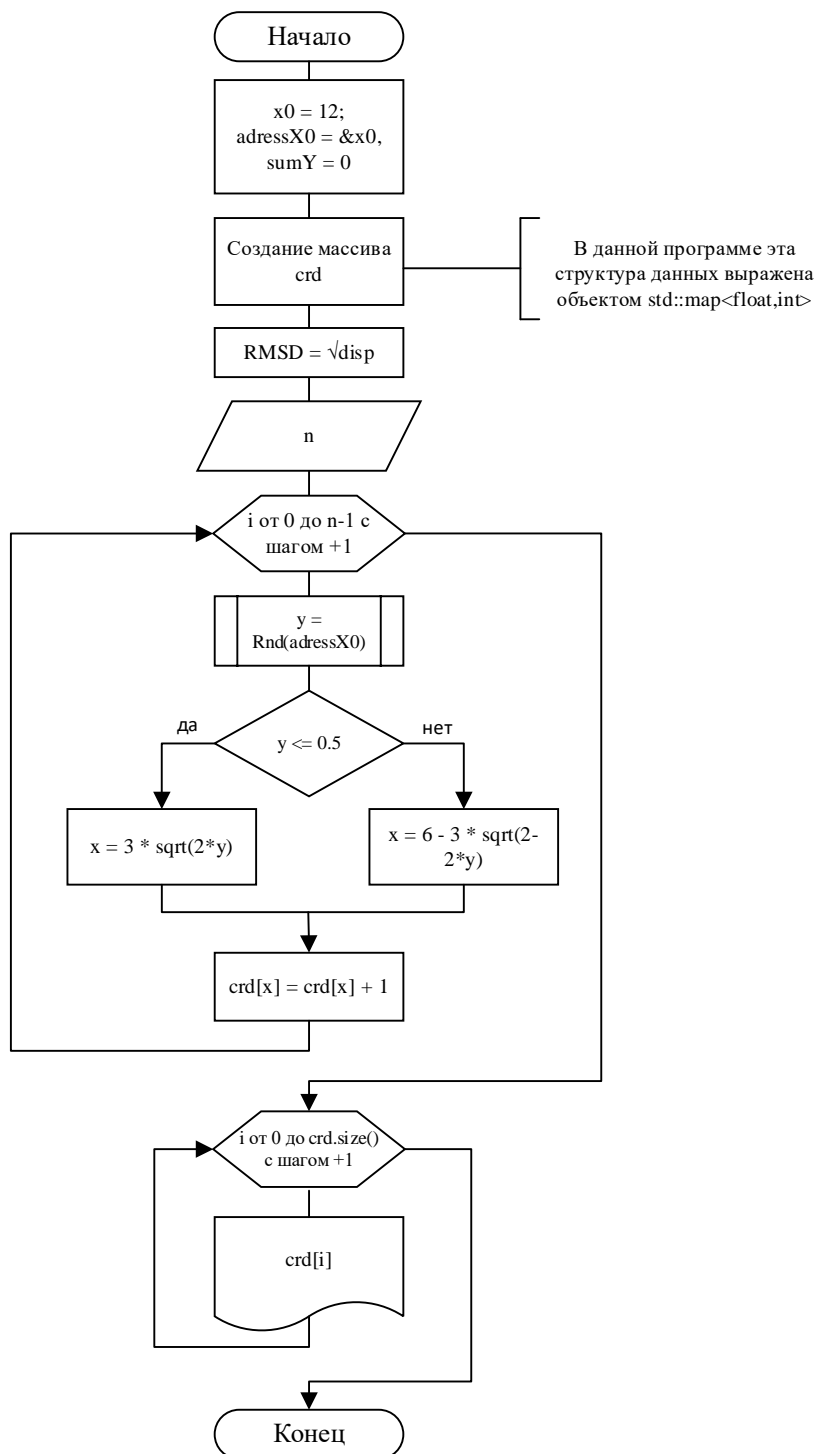 Начало
x0 = 12;
adressX0 = &x0,
sumY = 0
Создание массива
crd
В данной программе эта
структура данных выражена
объектом std::map<float,int>
RMSD = √disp
n
i от 0 до n-1 с
шагом +1
y =
Rnd(adressX0)
да
y <= 0.5
нет
x = 3 * sqrt(2*y)
x = 6 - 3 * sqrt(2-
2*y)
crd[x] = crd[x] + 1
i от 0 до crd.size()
с шагом +1
crd[i]
Конец